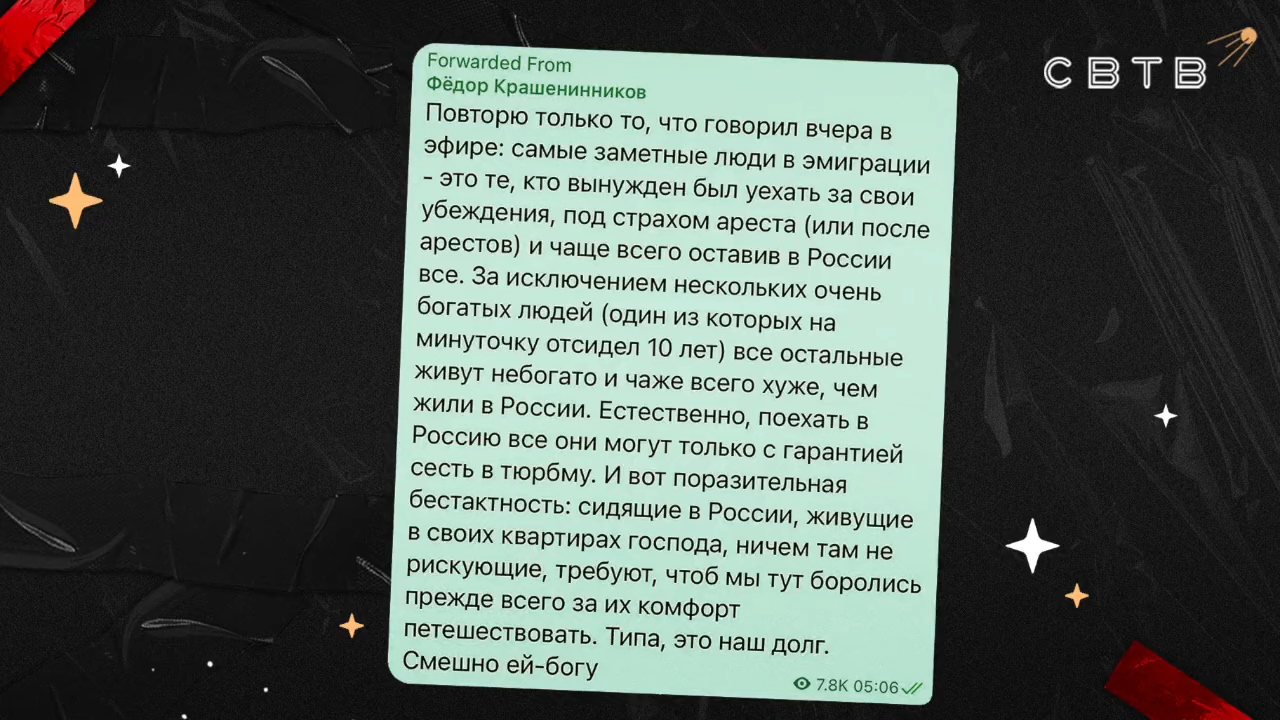 Forwarded From
Фёдор Крашенинников
Повторю только то, что говорил вчера в
эфире: самые заметные люди в эмиграции
- это те, кто вынужден был уехать за свои
убеждения, под страхом ареста (или после
арестов) и чаще всего оставив в России
все. За исключением нескольких очень
богатых людей (один из которых на
минуточку отсидел 10 лет) все остальные
живут небогато и чаже всего хуже, чем
жили в России. Естественно, поехать в
Россию все они могут только с гарантией
сесть в тюрбму. И вот поразительная
бестактность: сидящие в России, живущие
в своих квартирах господа, ничем там не
рискующие, требуют, чтоб мы тут боролись
прежде всего за их комфорт
петешествовать. Типа, это наш долг.
Смешно ей-богу
7.8K 05:06
СВТВ